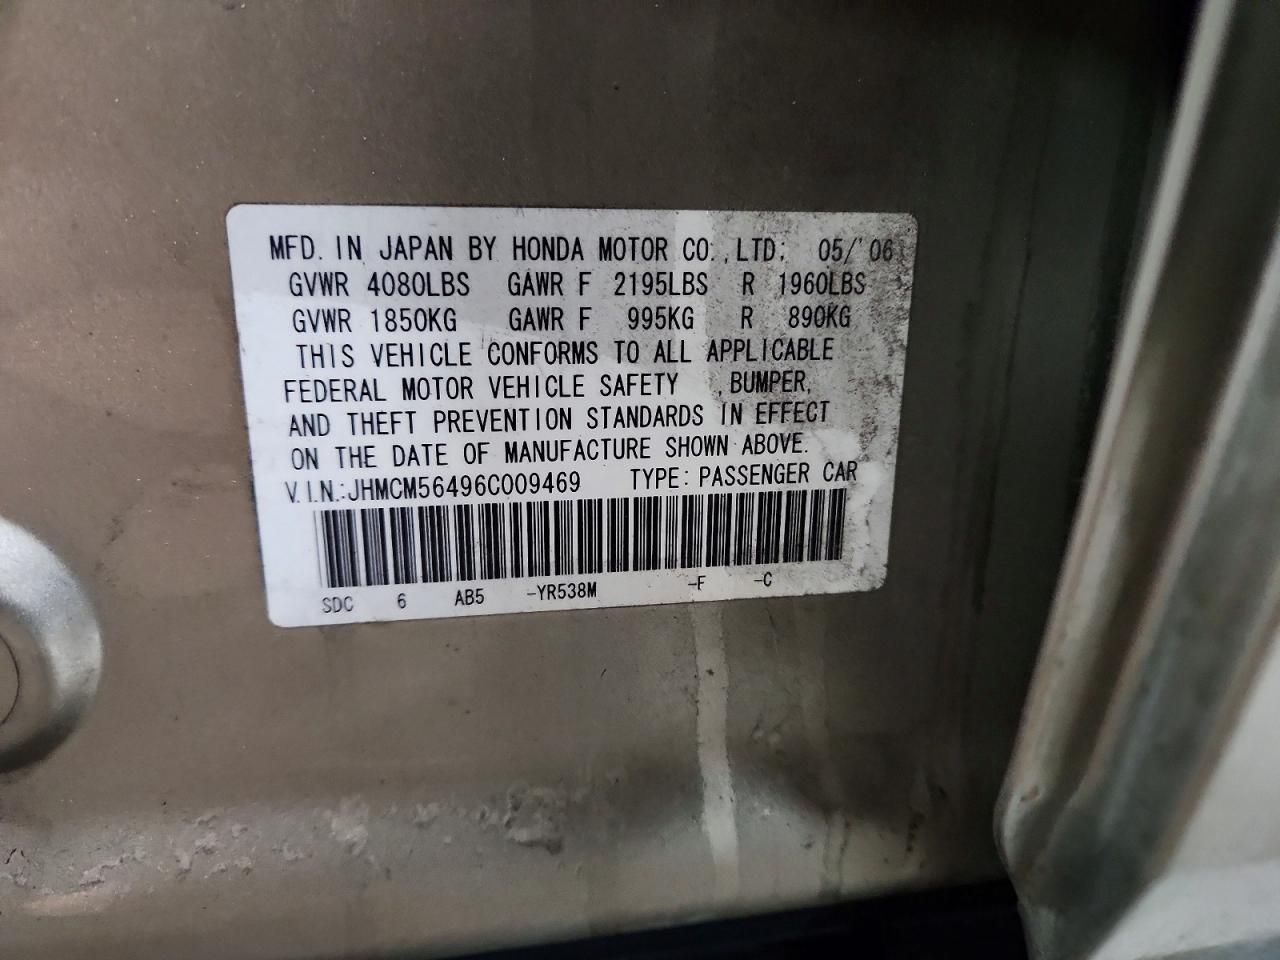 MFD. IN JAPAN BY HONDA MOTOR CO.,LTD. 05/'06
GVWR 4080LBS GAWR F 2195LBS R 1960LBS
GVWR 1850KG GAWR F 995KG R 890KG
THIS VEHICLE CONFORMS TO ALL APPLICABLE
FEDERAL MOTOR VEHICLE SAFETY , BUMPER,
AND THEFT PREVENTION STANDARDS IN EFFECT
ON THE DATE OF MANUFACTURE SHOWN ABOVE.
V.I.N.:JHMCM56496C009469 TYPE: PASSENGER CAR
SDC 6 AB5 -YR538M -F -C